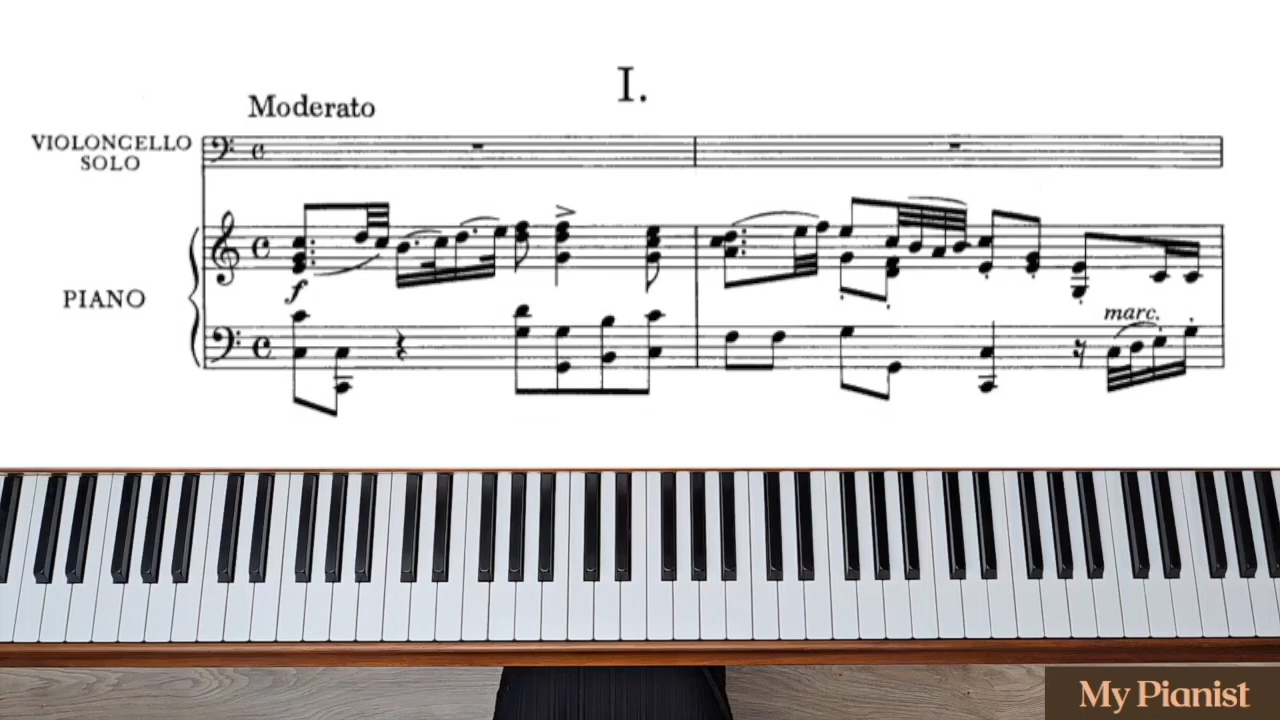 I.
Moderato
VIOLONCELLO
SOLO
PIANO
f
marc.
My Pianist